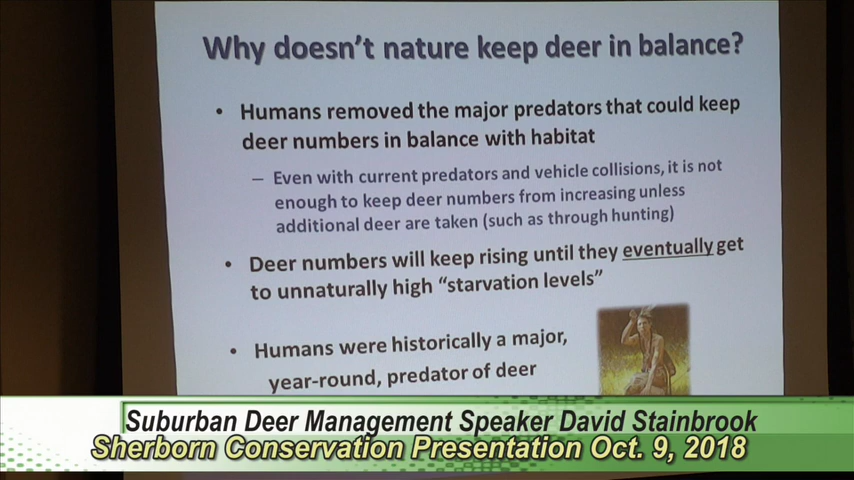 Why doesn't nature keep deer in balance?
• Humans removed the major predators that could keep
deer numbers in balance with habitat
– Even with current predators and vehicle collisions, it is not
enough to keep deer numbers from increasing unless
additional deer are taken (such as through hunting)
• Deer numbers will keep rising until they eventually get
to unnaturally high “starvation levels”
• Humans were historically a major,
year-round, predator of deer
Suburban Deer Management Speaker David Stainbrook
Sherborn Conservation Presentation Oct. 9, 2018